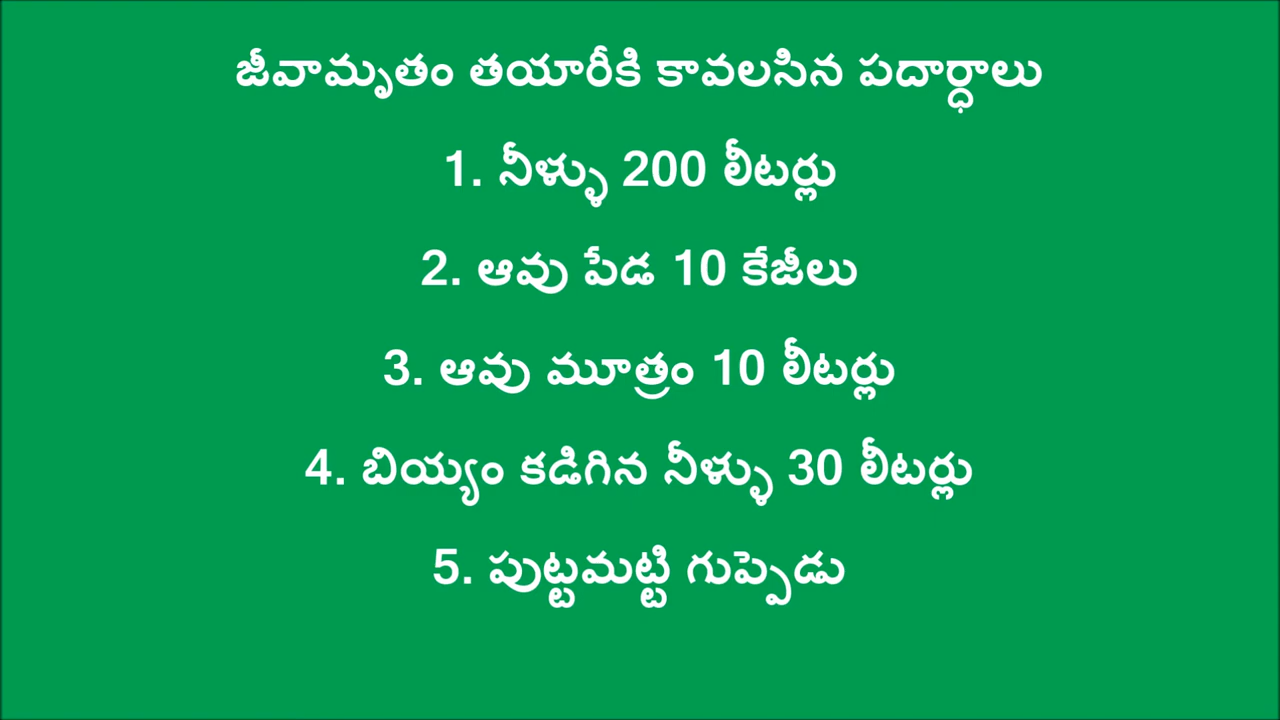 జీవామృతం తయారీకి కావలసిన పదార్ధాలు
1. నీళ్ళు 200 లీటర్లు
2. ఆవు పేడ 10 కేజీలు
3. ఆవు మూత్రం 10 లీటర్లు
4. బియ్యం కడిగిన నీళ్ళు 30 లీటర్లు
5. పుట్టమట్టి గుప్పెడు